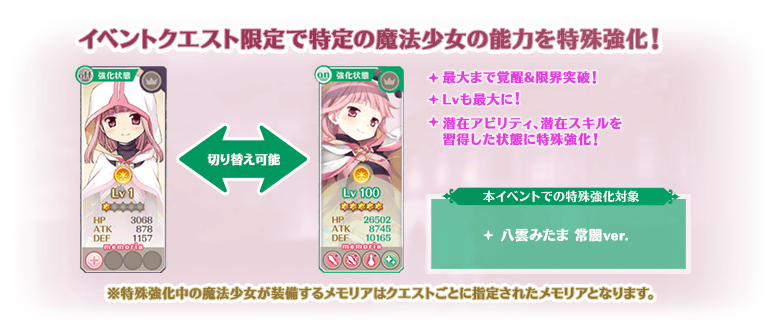 イベントクエスト限定で特定の魔法少女の能力を特殊強化！
off 強化状態
on 強化状態
Lv 1
HP 3068
ATK 878
DEF 1157
memoria
切り替え可能
Lv 100
HP 26502
ATK 8745
DEF 10165
memoria
最大まで覚醒&限界突破！
Lvも最大に！
潜在アビリティ、潜在スキルを
習得した状態に特殊強化！
本イベントでの特殊強化対象
八雲みたま 常闇ver.
※特殊強化中の魔法少女が装備するメモリアはクエストごとに指定されたメモリアとなります。